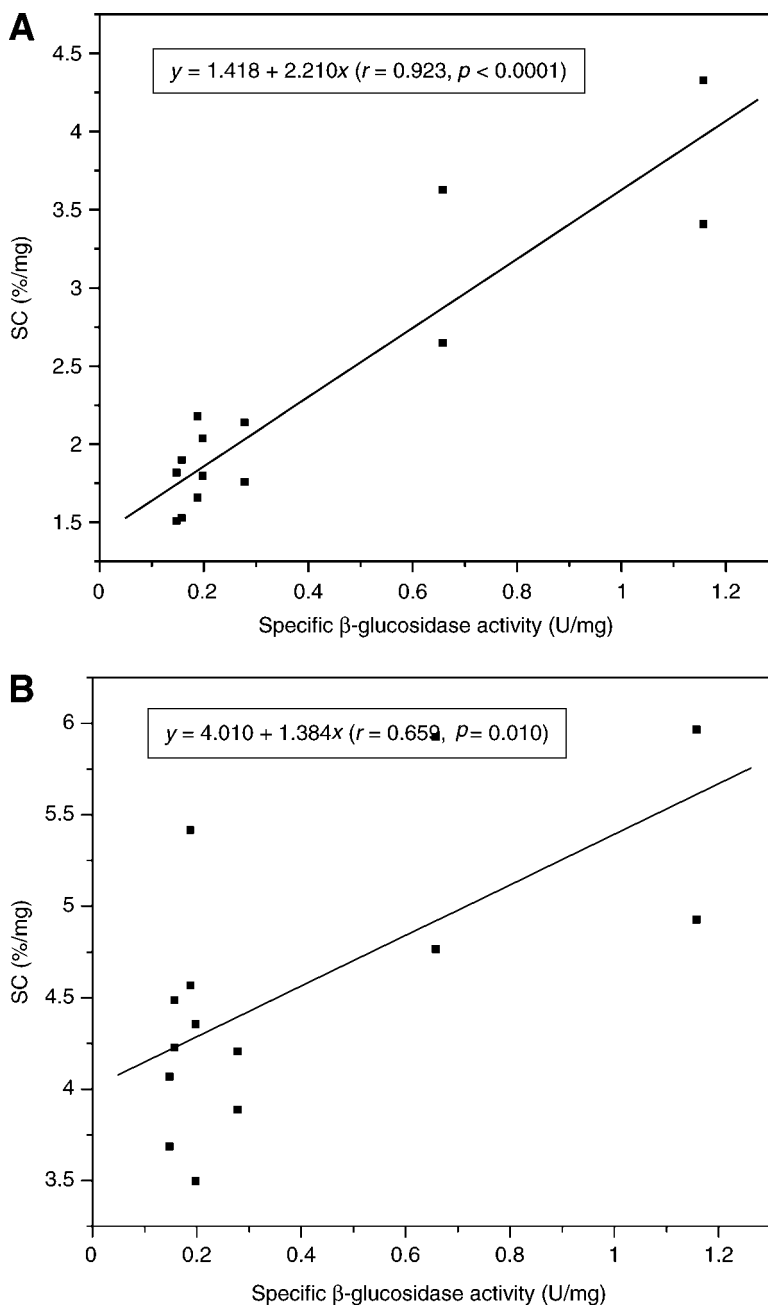 A
y = 1.418 + 2.210x (r = 0.923, p < 0.0001)
4.5
4
3.5
3
2.5
2
1.5
SC (%/mg)
0 0.2 0.4 0.6 0.8 1 1.2
Specific β-glucosidase activity (U/mg)
B
y = 4.010 + 1.384x (r = 0.659, p = 0.010)
6
5.5
5
4.5
4
3.5
SC (%/mg)
0 0.2 0.4 0.6 0.8 1 1.2
Specific β-glucosidase activity (U/mg)